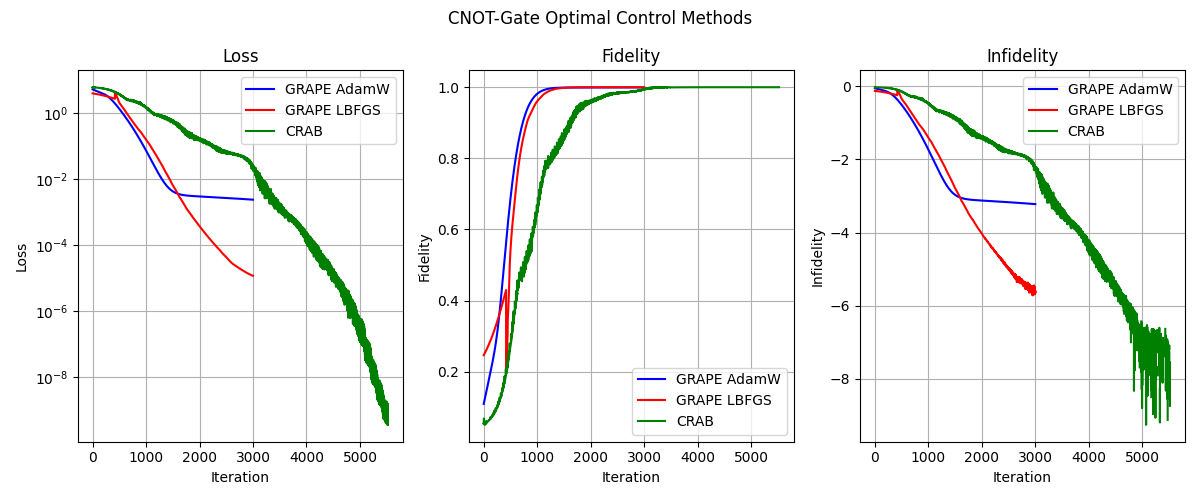 CNOT-Gate Optimal Control Methods
Loss
GRAPE AdamW
GRAPE LBFGS
CRAB
10⁰
10⁻²
10⁻⁴
10⁻⁶
10⁻⁸
Loss
0 1000 2000 3000 4000 5000
Iteration
Fidelity
1.0
0.8
0.6
0.4
0.2
Fidelity
GRAPE AdamW
GRAPE LBFGS
CRAB
0 1000 2000 3000 4000 5000
Iteration
Infidelity
GRAPE AdamW
GRAPE LBFGS
CRAB
0
−2
−4
−6
−8
Infidelity
0 1000 2000 3000 4000 5000
Iteration